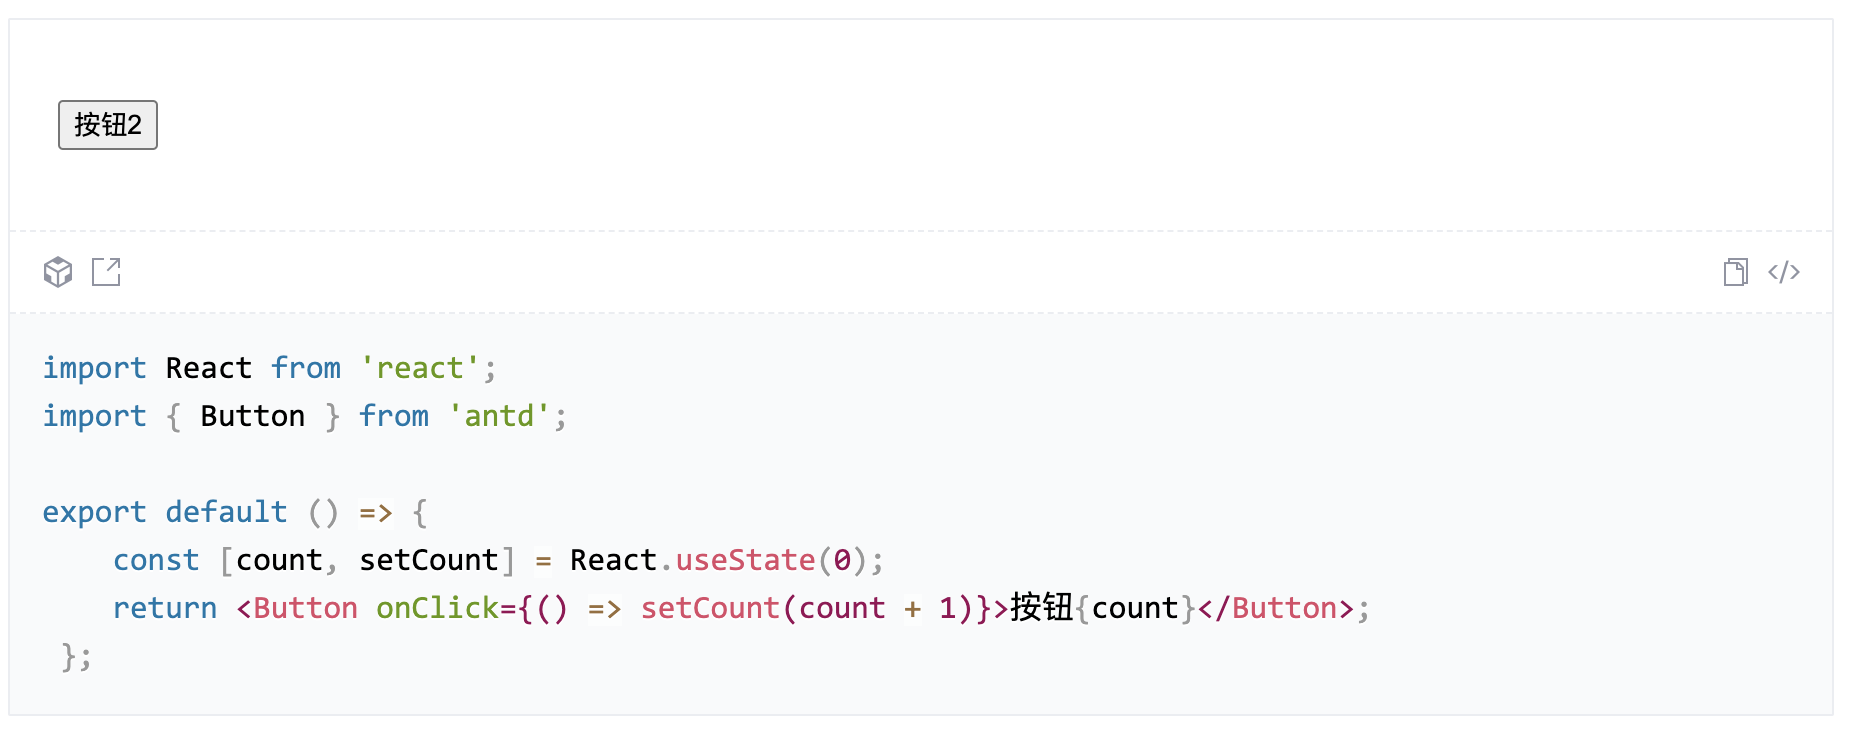 按钮2
</>
import React from 'react';
import { Button } from 'antd';
export default () => {
    const [count, setCount] = React.useState(0);
    return <Button onClick={() => setCount(count + 1)}>按钮{count}</Button>;
 };